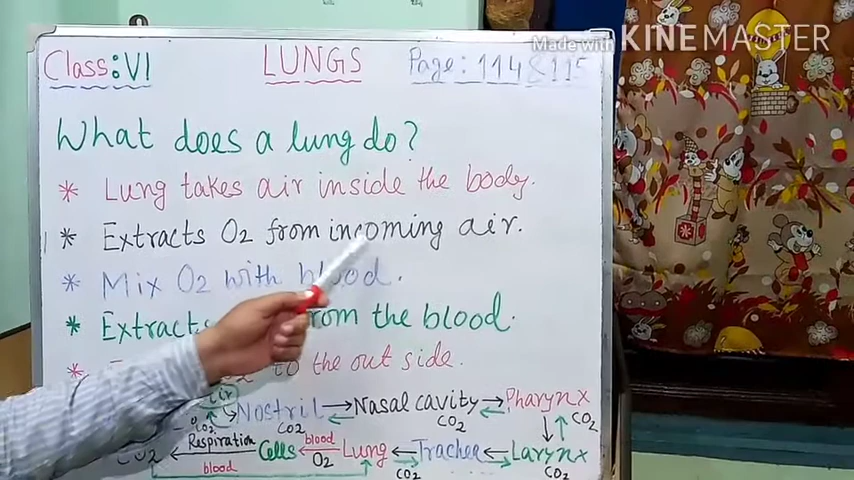 Made with KINEMASTER
Class:VI LUNGS Page:114 & 115
What does a lung do?
* Lung takes air inside the body.
* Extracts O2 from incoming air.
* Mix O2 with blood.
* Extracts from the blood.
* to the out side.
air
CO2 Nostril → Nasal cavity → Pharynx
CO2 CO2 CO2
CO2 Respiration Cells blood Lung Trachea Larynx
blood O2 CO2 CO2